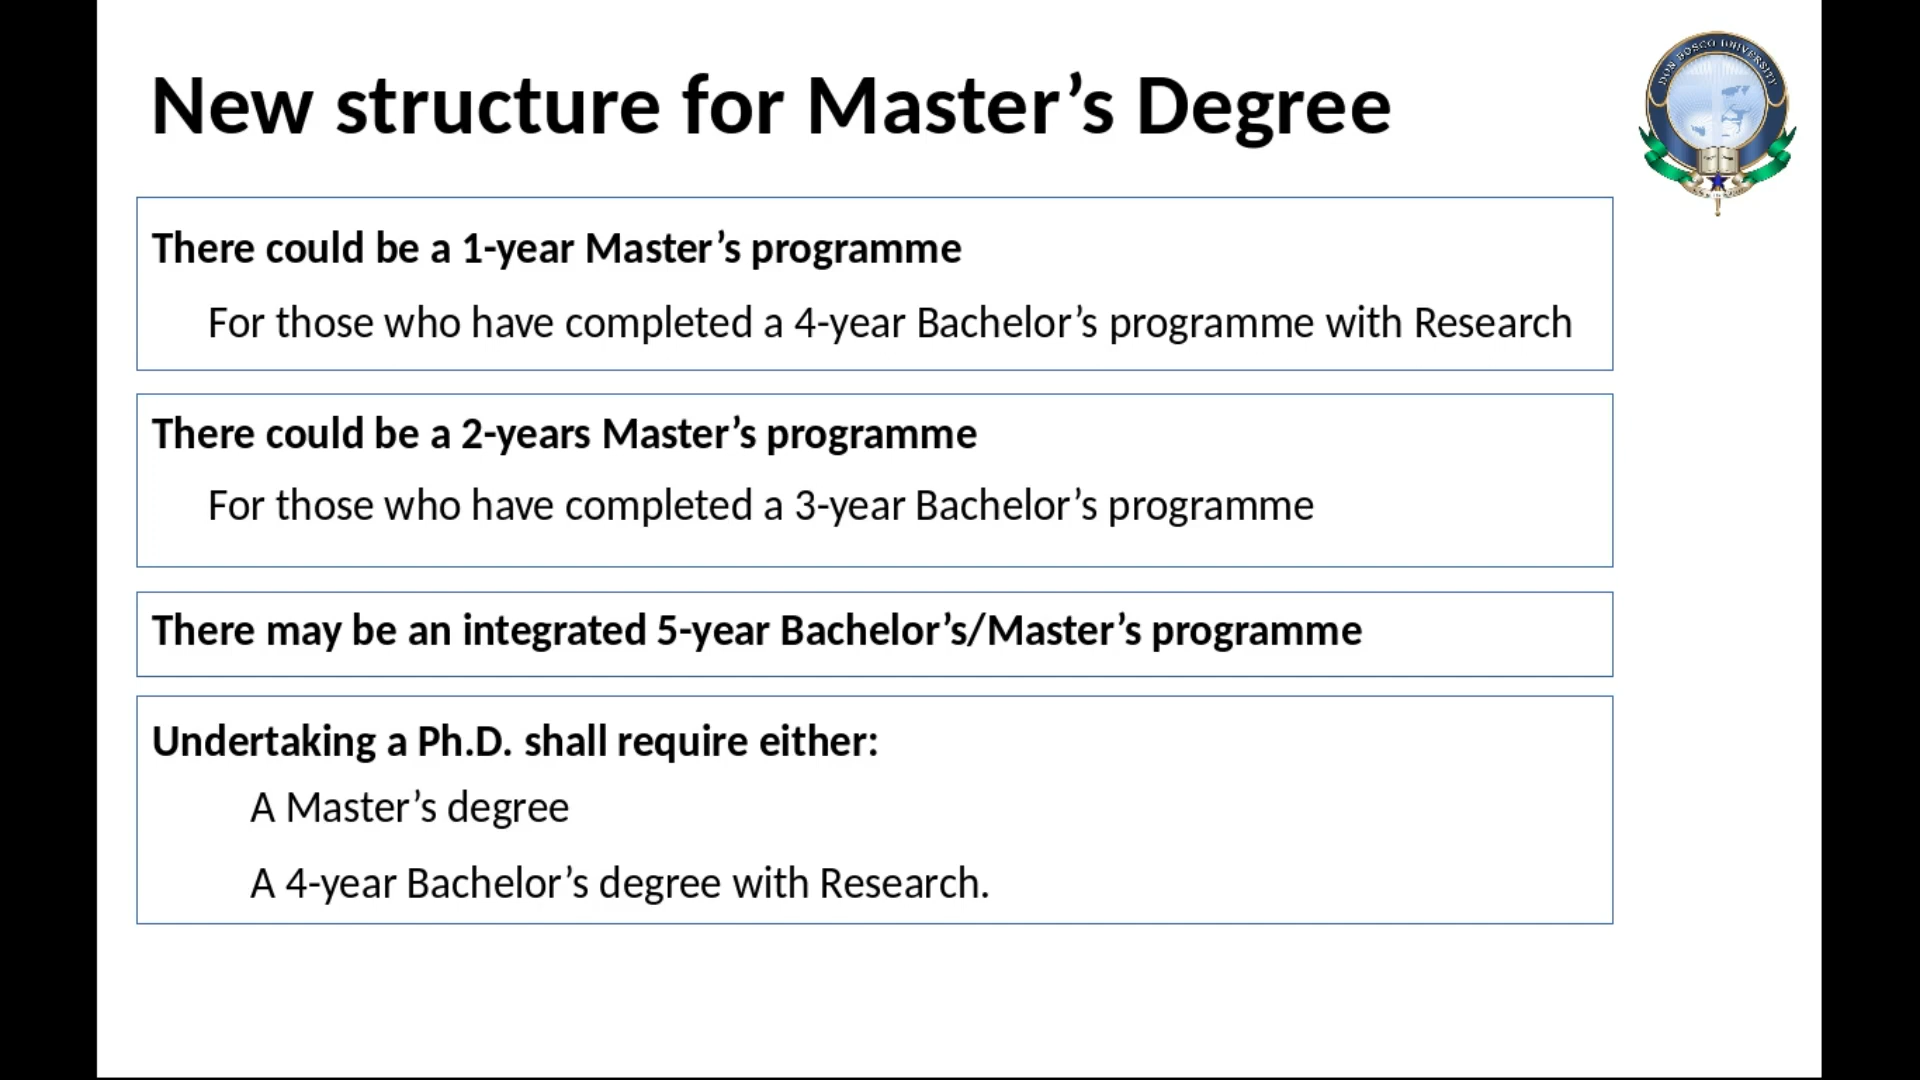 New structure for Master’s Degree
DON BOSCO UNIVERSITY
There could be a 1-year Master’s programme
For those who have completed a 4-year Bachelor’s programme with Research
There could be a 2-years Master’s programme
For those who have completed a 3-year Bachelor’s programme
There may be an integrated 5-year Bachelor’s/Master’s programme
Undertaking a Ph.D. shall require either:
A Master’s degree
A 4-year Bachelor’s degree with Research.